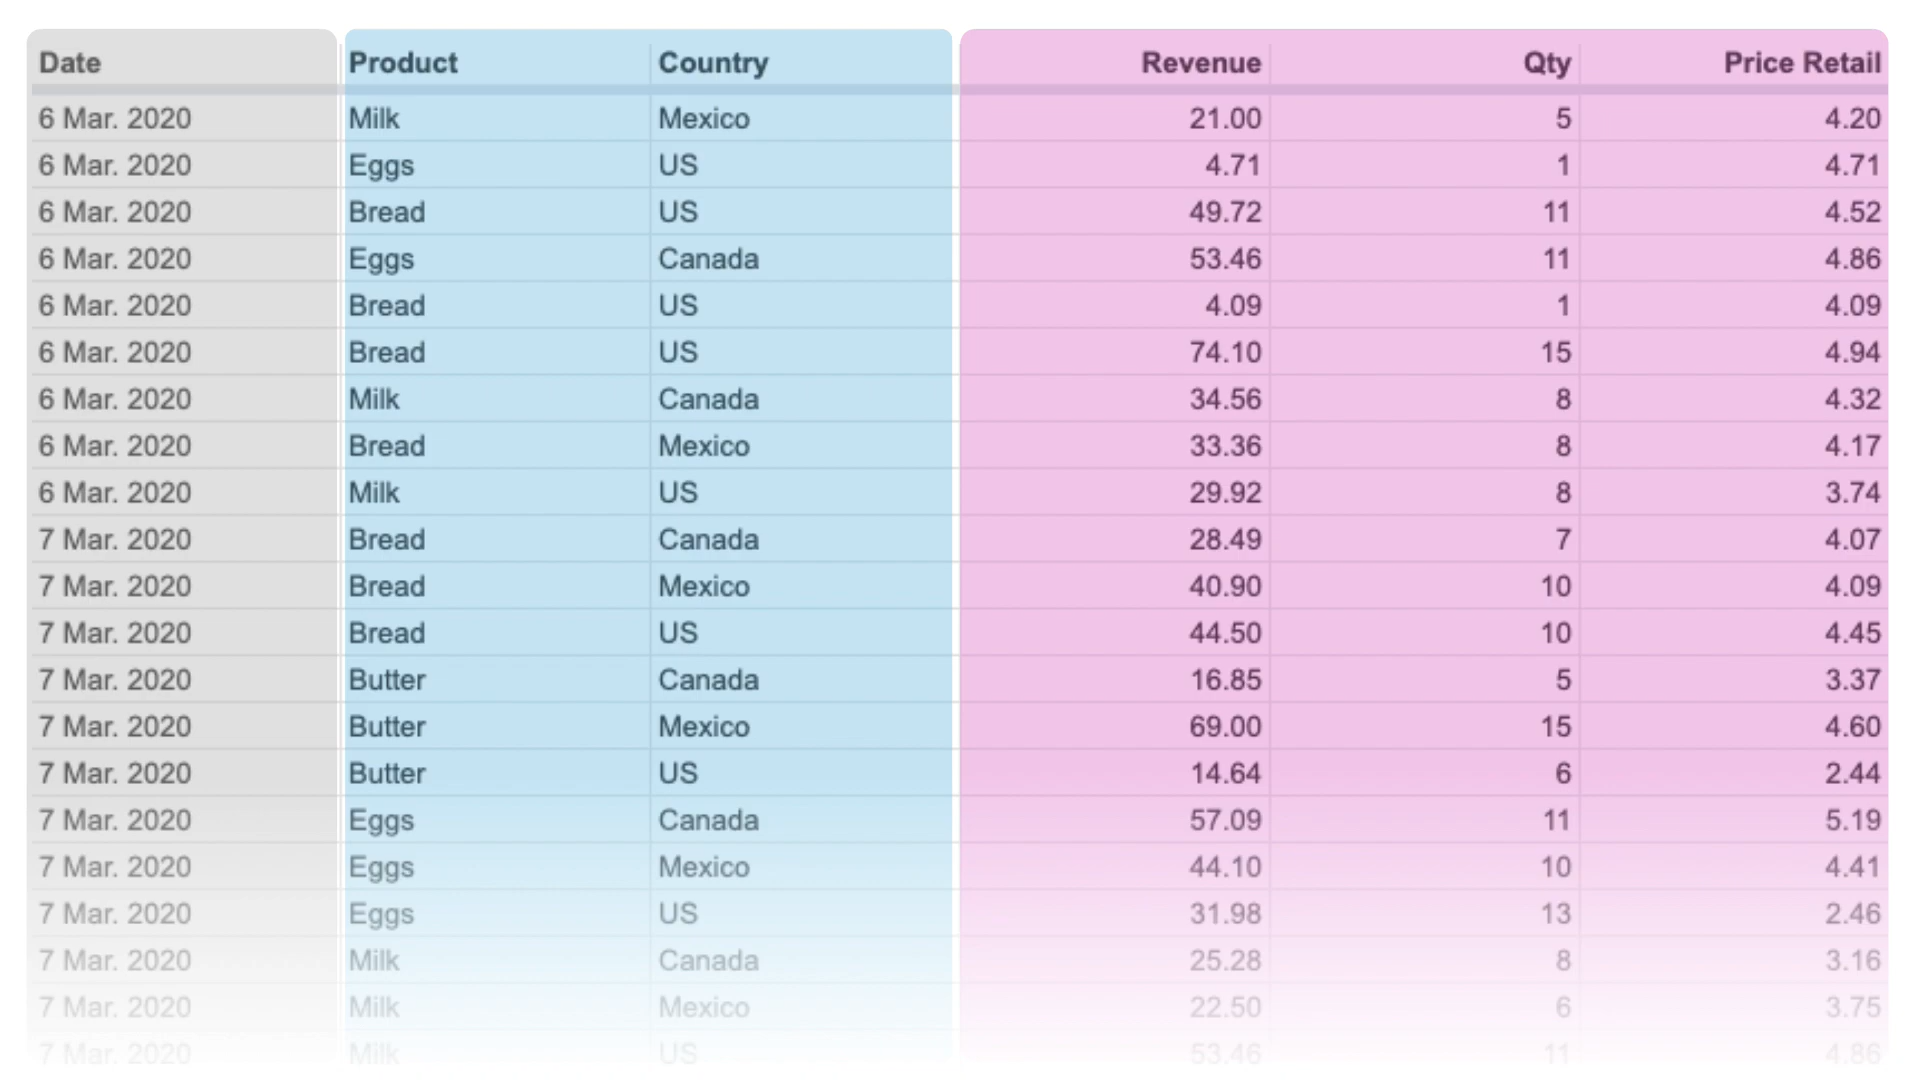 Date Product Country Revenue Qty Price Retail
6 Mar. 2020 Milk Mexico 21.00 5 4.20
6 Mar. 2020 Eggs US 4.71 1 4.71
6 Mar. 2020 Bread US 49.72 11 4.52
6 Mar. 2020 Eggs Canada 53.46 11 4.86
6 Mar. 2020 Bread US 4.09 1 4.09
6 Mar. 2020 Bread US 74.10 15 4.94
6 Mar. 2020 Milk Canada 34.56 8 4.32
6 Mar. 2020 Bread Mexico 33.36 8 4.17
6 Mar. 2020 Milk US 29.92 8 3.74
7 Mar. 2020 Bread Canada 28.49 7 4.07
7 Mar. 2020 Bread Mexico 40.90 10 4.09
7 Mar. 2020 Bread US 44.50 10 4.45
7 Mar. 2020 Butter Canada 16.85 5 3.37
7 Mar. 2020 Butter Mexico 69.00 15 4.60
7 Mar. 2020 Butter US 14.64 6 2.44
7 Mar. 2020 Eggs Canada 57.09 11 5.19
7 Mar. 2020 Eggs Mexico 44.10 10 4.41
7 Mar. 2020 Eggs US 31.98 13 2.46
7 Mar. 2020 Milk Canada 25.28 8 3.16
7 Mar. 2020 Milk Mexico 22.50 6 3.75
7 Mar. 2020 Milk US 53.46 11 4.86